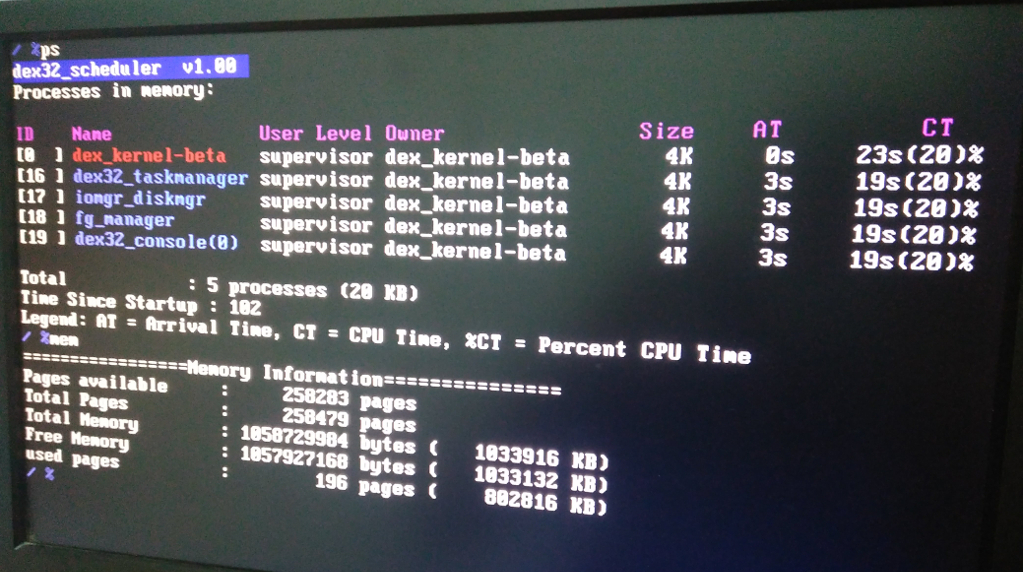 / %ps
dex32_scheduler v1.00
Processes in memory:
ID Name User Level Owner Size AT CT
[0 ] dex_kernel-beta supervisor dex_kernel-beta 4K 0s 23s(20)%
[16 ] dex32_taskmanager supervisor dex_kernel-beta 4K 3s 19s(20)%
[17 ] iomgr_diskmgr supervisor dex_kernel-beta 4K 3s 19s(20)%
[18 ] fg_manager supervisor dex_kernel-beta 4K 3s 19s(20)%
[19 ] dex32_console(0) supervisor dex_kernel-beta 4K 3s 19s(20)%
Total : 5 processes (20 KB)
Time Since Startup : 102
Legend: AT = Arrival Time, CT = CPU Time, %CT = Percent CPU Time
/ %mem
=================Memory Information================
Pages available : 258283 pages
Total Pages : 258479 pages
Total Memory : 1058729984 bytes ( 1033916 KB)
Free Memory : 1057927168 bytes ( 1033132 KB)
used pages : 196 pages ( 802816 KB)
/ %